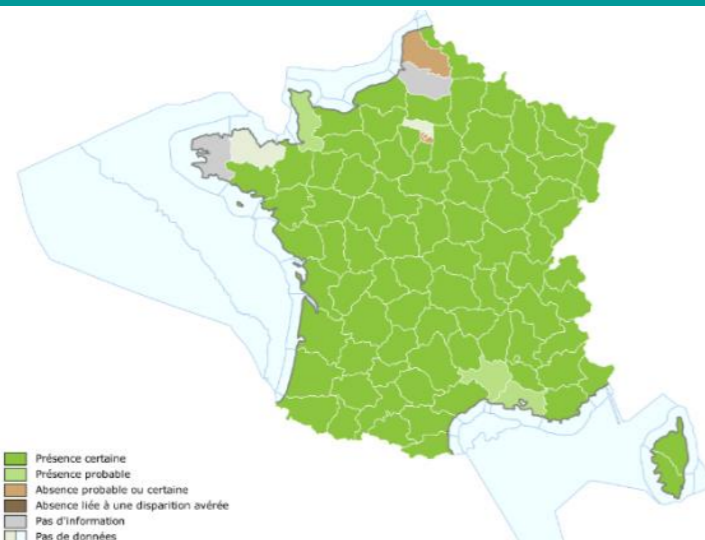 Présence certaine
Présence probable
Absence probable ou certaine
Absence liée à une disparition avérée
Pas d'information
Pas de données